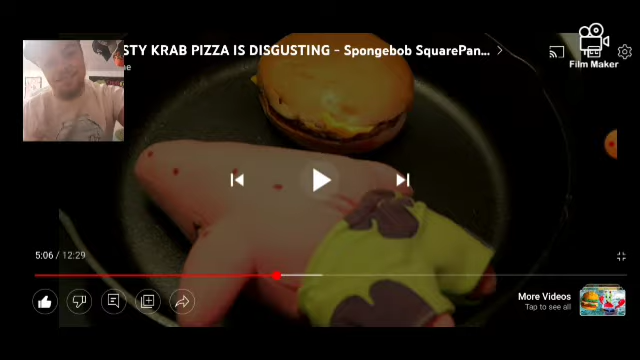 STY KRAB PIZZA IS DISGUSTING - Spongebob SquarePan...
Film Maker
5:06 / 12:29
More Videos
Tap to see all